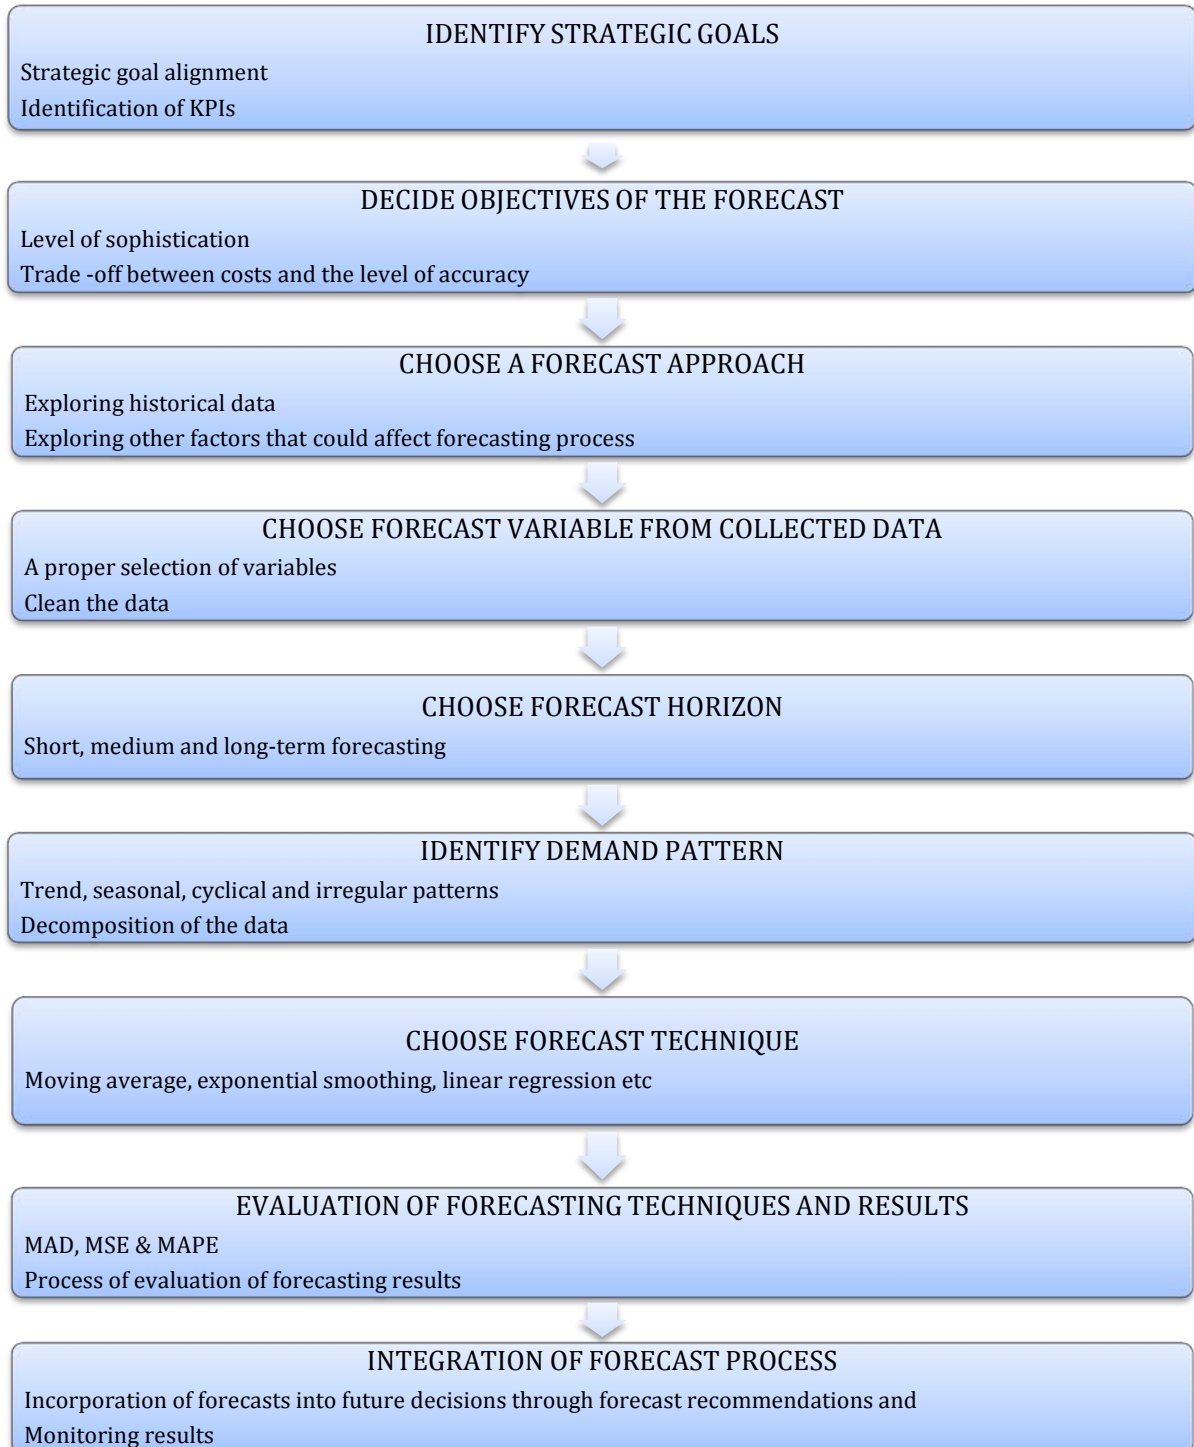 IDENTIFY STRATEGIC GOALS
Strategic goal alignment
Identification of KPIs
DECIDE OBJECTIVES OF THE FORECAST
Level of sophistication
Trade -off between costs and the level of accuracy
CHOOSE A FORECAST APPROACH
Exploring historical data
Exploring other factors that could affect forecasting process
CHOOSE FORECAST VARIABLE FROM COLLECTED DATA
A proper selection of variables
Clean the data
CHOOSE FORECAST HORIZON
Short, medium and long-term forecasting
IDENTIFY DEMAND PATTERN
Trend, seasonal, cyclical and irregular patterns
Decomposition of the data
CHOOSE FORECAST TECHNIQUE
Moving average, exponential smoothing, linear regression etc
EVALUATION OF FORECASTING TECHNIQUES AND RESULTS
MAD, MSE & MAPE
Process of evaluation of forecasting results
INTEGRATION OF FORECAST PROCESS
Incorporation of forecasts into future decisions through forecast recommendations and
Monitoring results